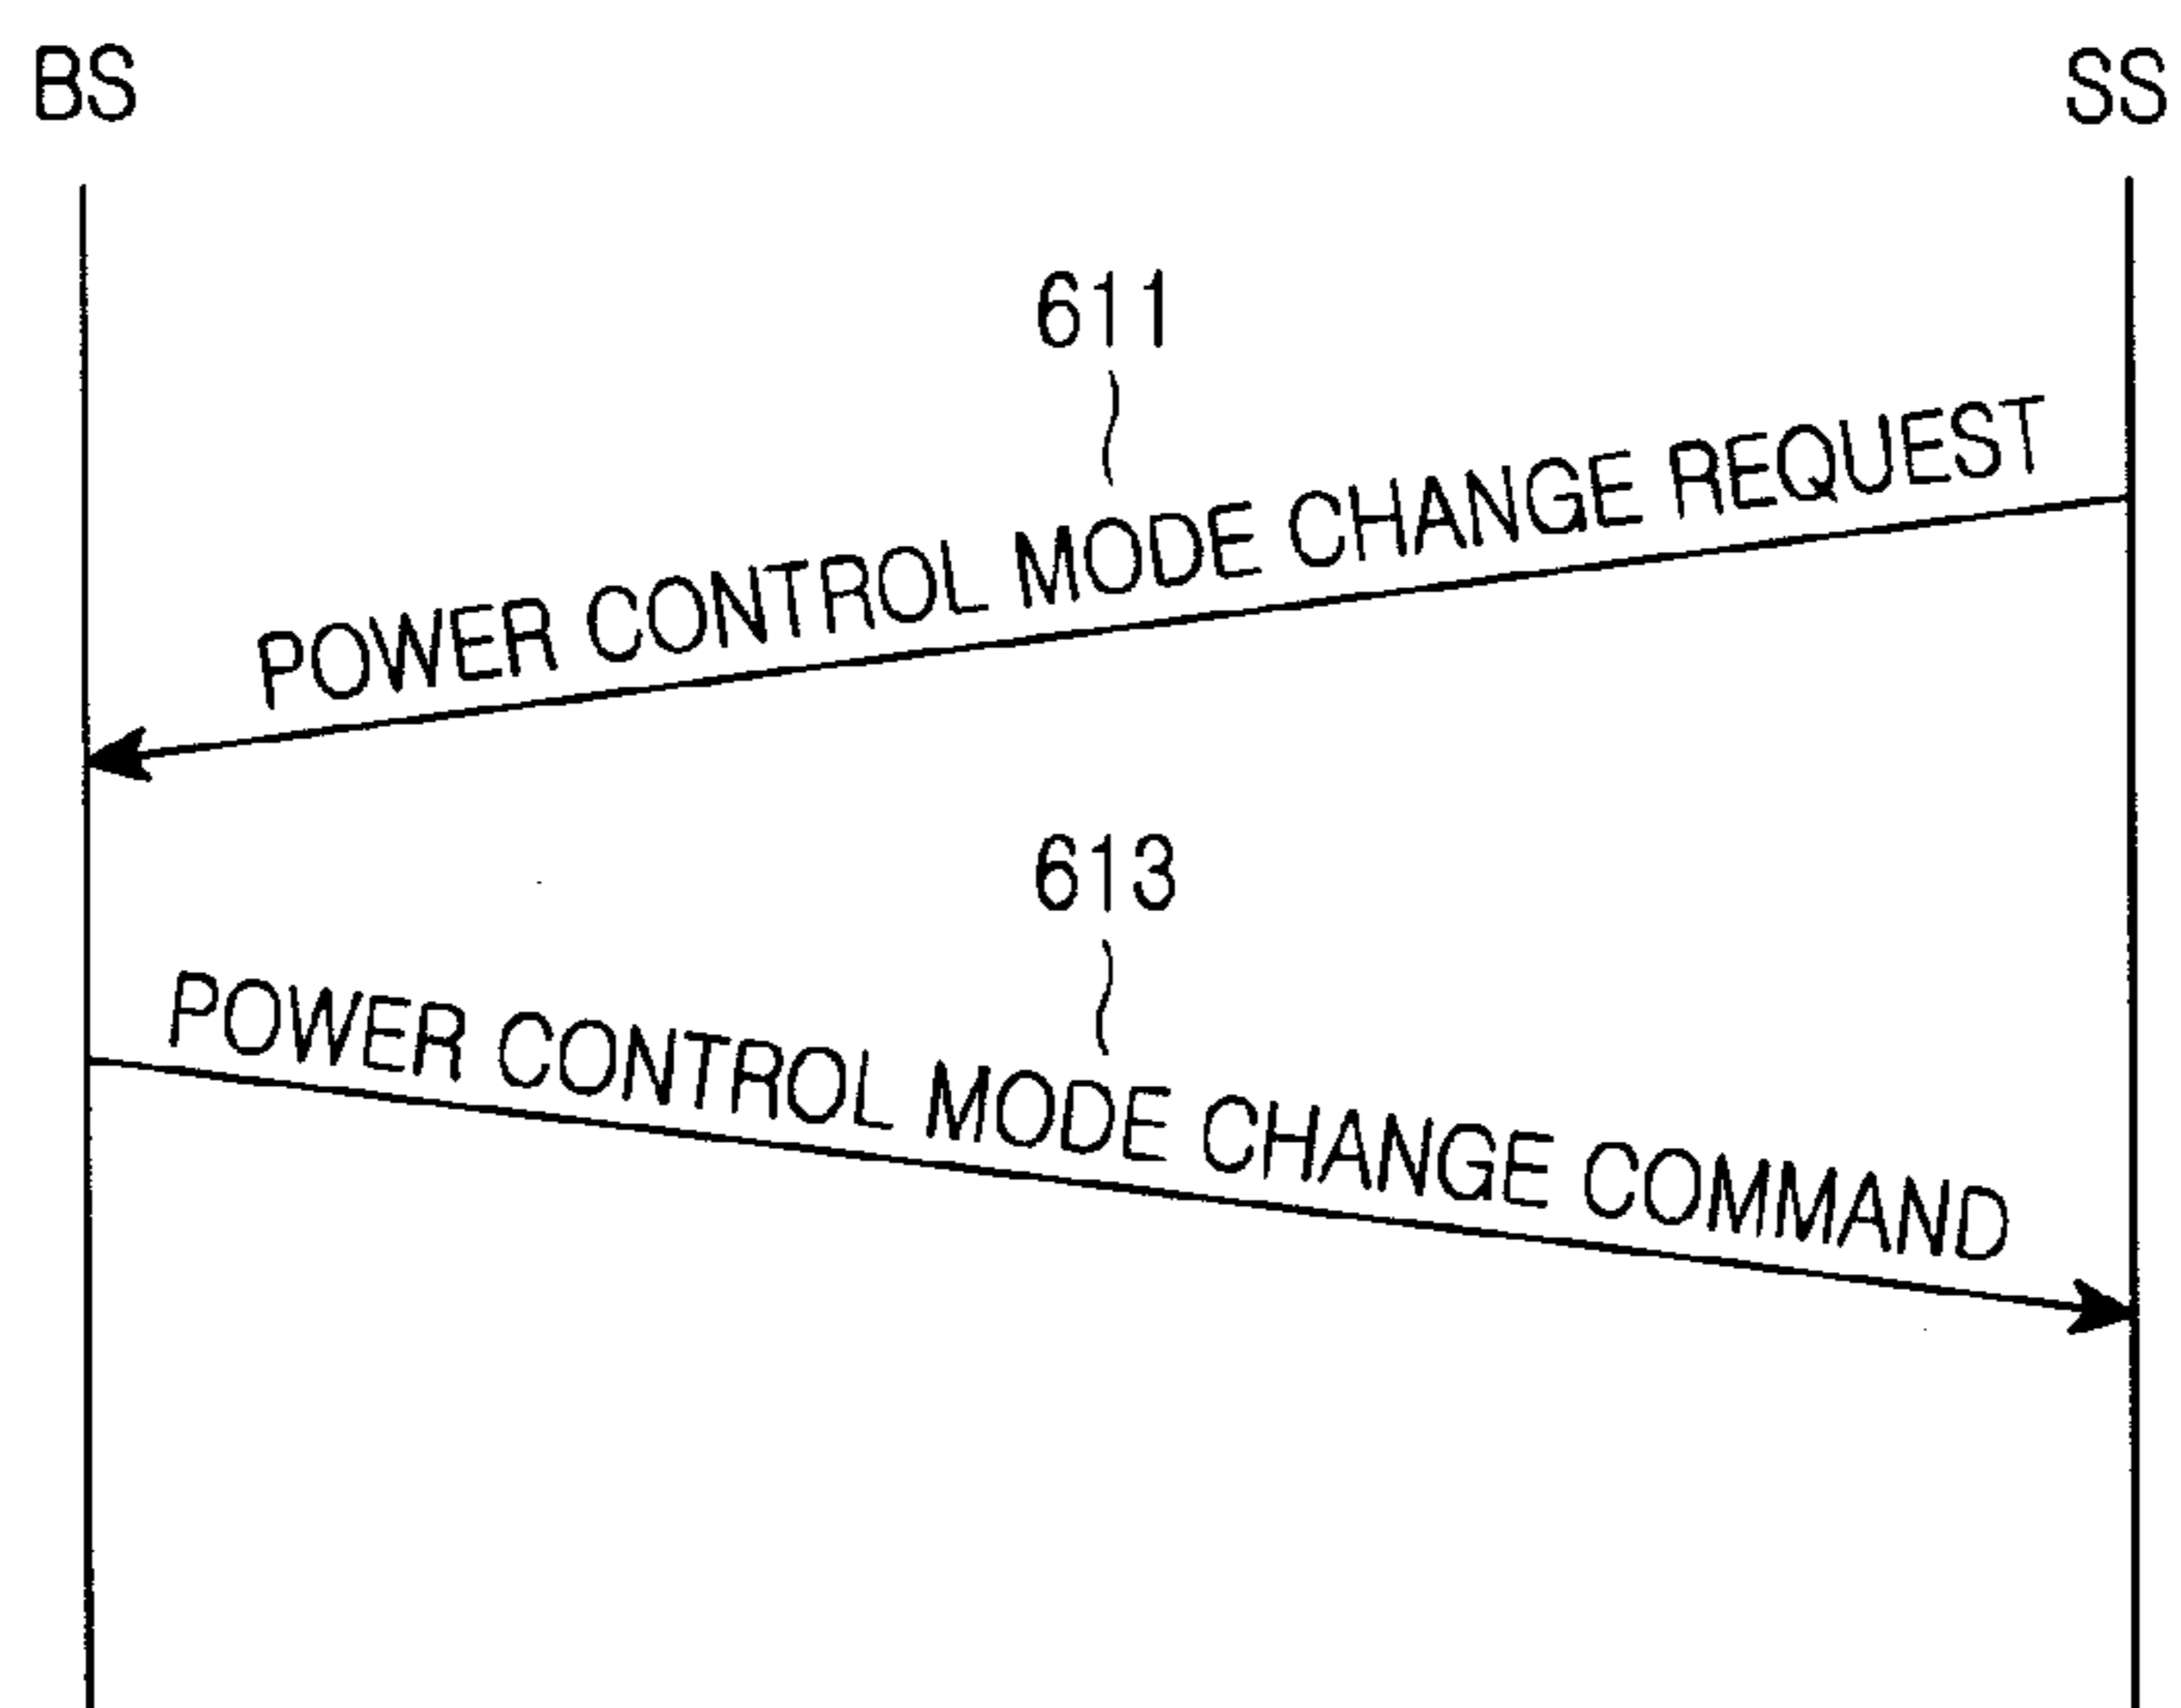 BS
SS
611
POWER CONTROL MODE CHANGE REQUEST
613
POWER CONTROL MODE CHANGE COMMAND